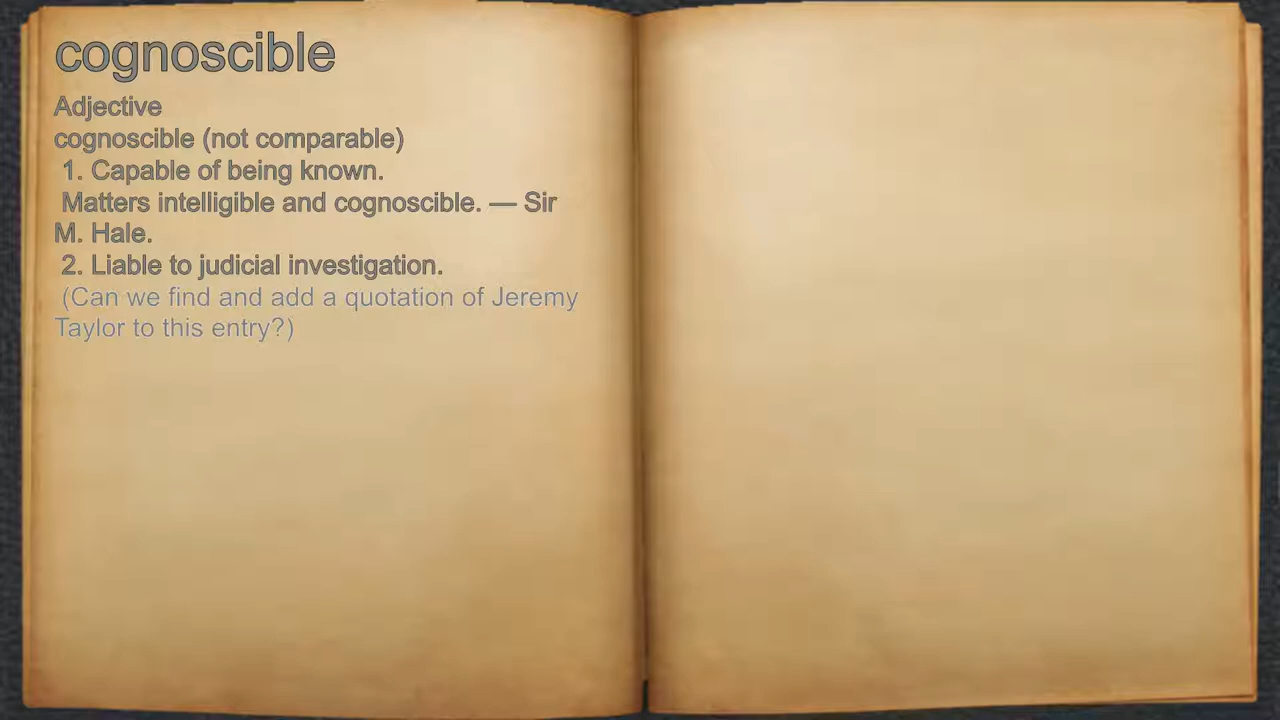 cognoscible
Adjective
cognoscible (not comparable)
1. Capable of being known.
Matters intelligible and cognoscible. — Sir
M. Hale.
2. Liable to judicial investigation.
(Can we find and add a quotation of Jeremy
Taylor to this entry?)